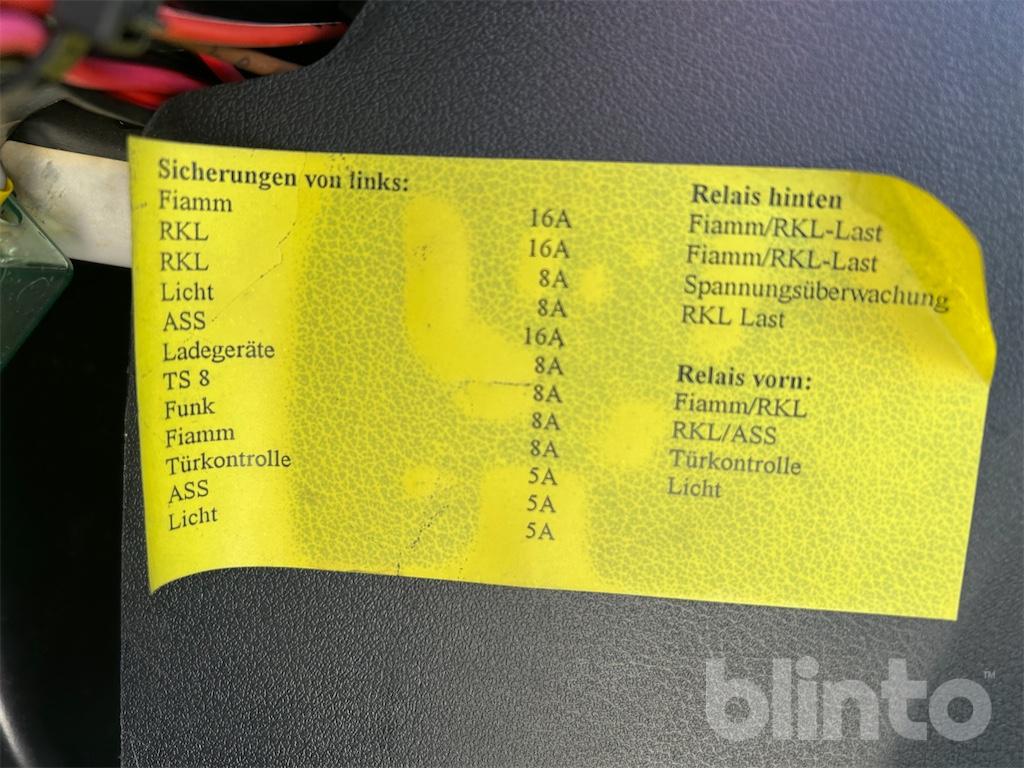 Sicherungen von links:
Fiamm 16A
RKL 16A
RKL 8A
Licht 8A
ASS 16A
Ladegeräte 8A
TS 8 8A
Funk 8A
Fiamm 8A
Türkontrolle 5A
ASS 5A
Licht 5A
Relais hinten
Fiamm/RKL-Last
Fiamm/RKL-Last
Spannungsüberwachung
RKL Last
Relais vorn:
Fiamm/RKL
RKL/ASS
Türkontrolle
Licht
blinto™